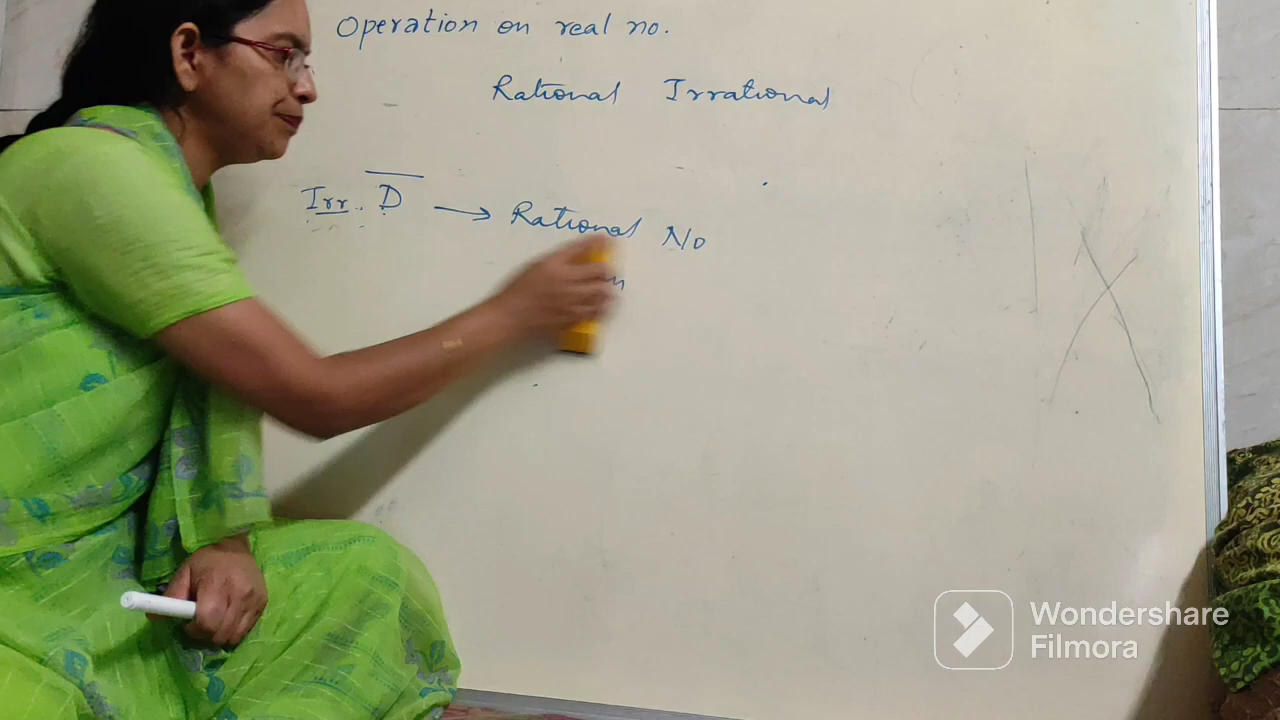 Operation on real no.
Rational Irrational
Irr. D → Rational No
Wondershare
Filmora